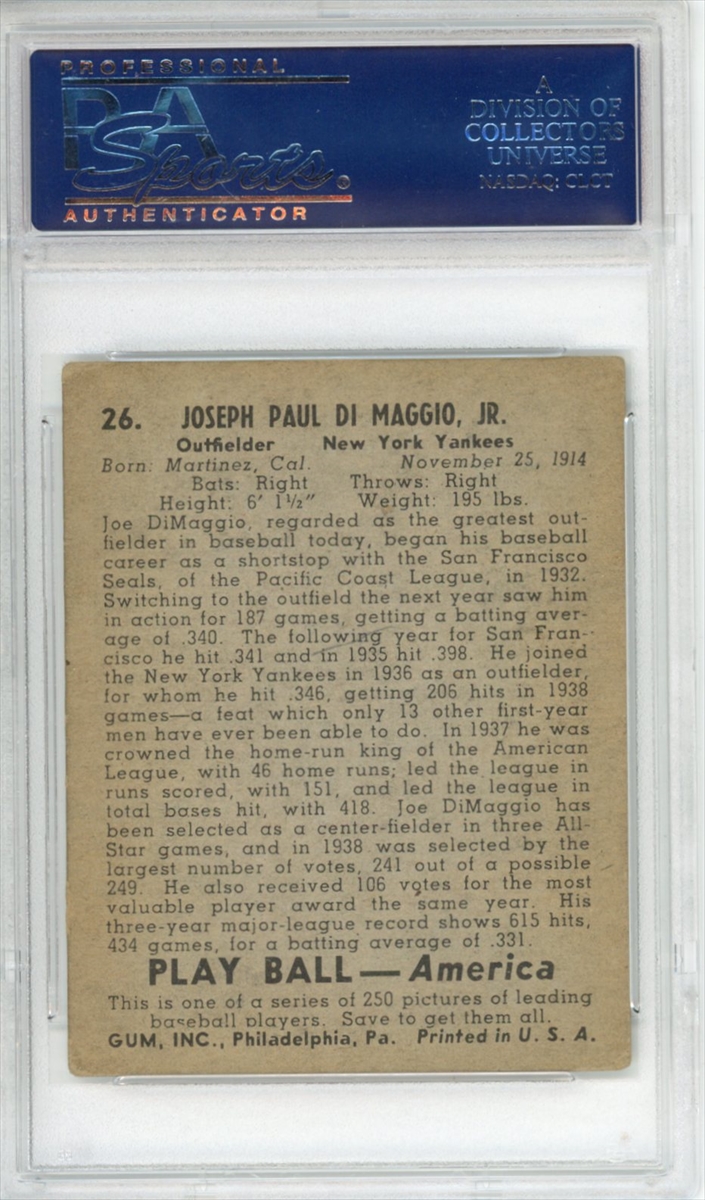 PROFESSIONAL
PSA
Sports®
AUTHENTICATOR
A
DIVISION OF
COLLECTORS
UNIVERSE
NASDAQ: CLCT
26. JOSEPH PAUL DI MAGGIO, JR.
Outfielder New York Yankees
Born: Martinez, Cal. November 25, 1914
Bats: Right Throws: Right
Height: 6' 1½" Weight: 195 lbs.
Joe DiMaggio, regarded as the greatest out-
fielder in baseball today, began his baseball
career as a shortstop with the San Francisco
Seals, of the Pacific Coast League, in 1932.
Switching to the outfield the next year saw him
in action for 187 games, getting a batting aver-
age of .340. The following year for San Fran-
cisco he hit .341 and in 1935 hit .398. He joined
the New York Yankees in 1936 as an outfielder,
for whom he hit .346, getting 206 hits in 1938
games—a feat which only 13 other first-year
men have ever been able to do. In 1937 he was
crowned the home-run king of the American
League, with 46 home runs; led the league in
runs scored, with 151, and led the league in
total bases hit, with 418. Joe DiMaggio has
been selected as a center-fielder in three All-
Star games, and in 1938 was selected by the
largest number of votes, 241 out of a possible
249. He also received 106 votes for the most
valuable player award the same year. His
three-year major-league record shows 615 hits,
434 games, for a batting average of .331.
PLAY BALL—America
This is one of a series of 250 pictures of leading
baseball players. Save to get them all.
GUM, INC., Philadelphia, Pa. Printed in U. S. A.